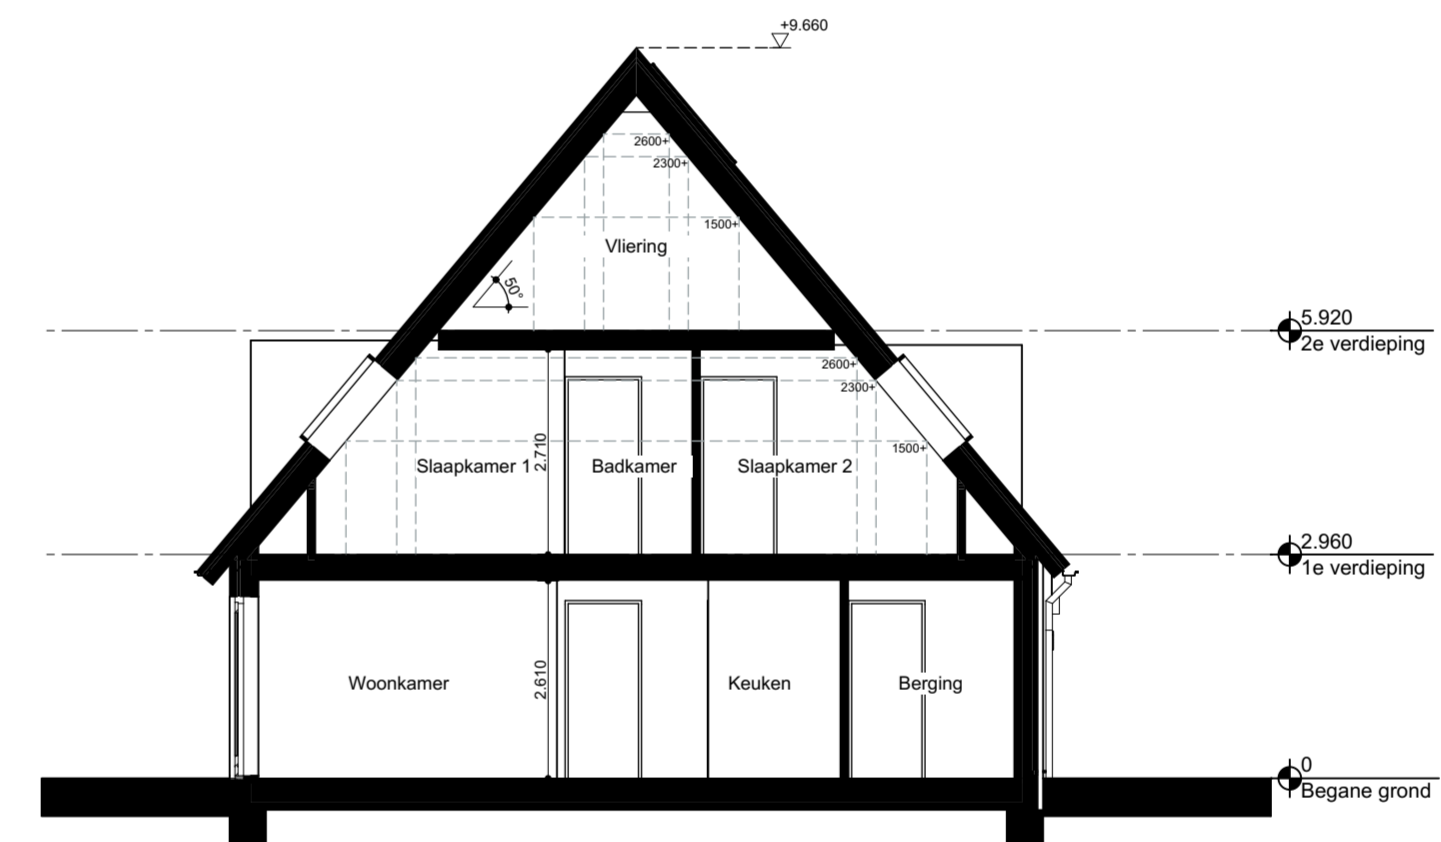 +9.660
2600+
2300+
1500+
Vliering
50°
5.920
2e verdieping
2600+
2300+
1500+
2.710
Slaapkamer 1
Badkamer
Slaapkamer 2
2.960
1e verdieping
2.610
Woonkamer
Keuken
Berging
0
Begane grond